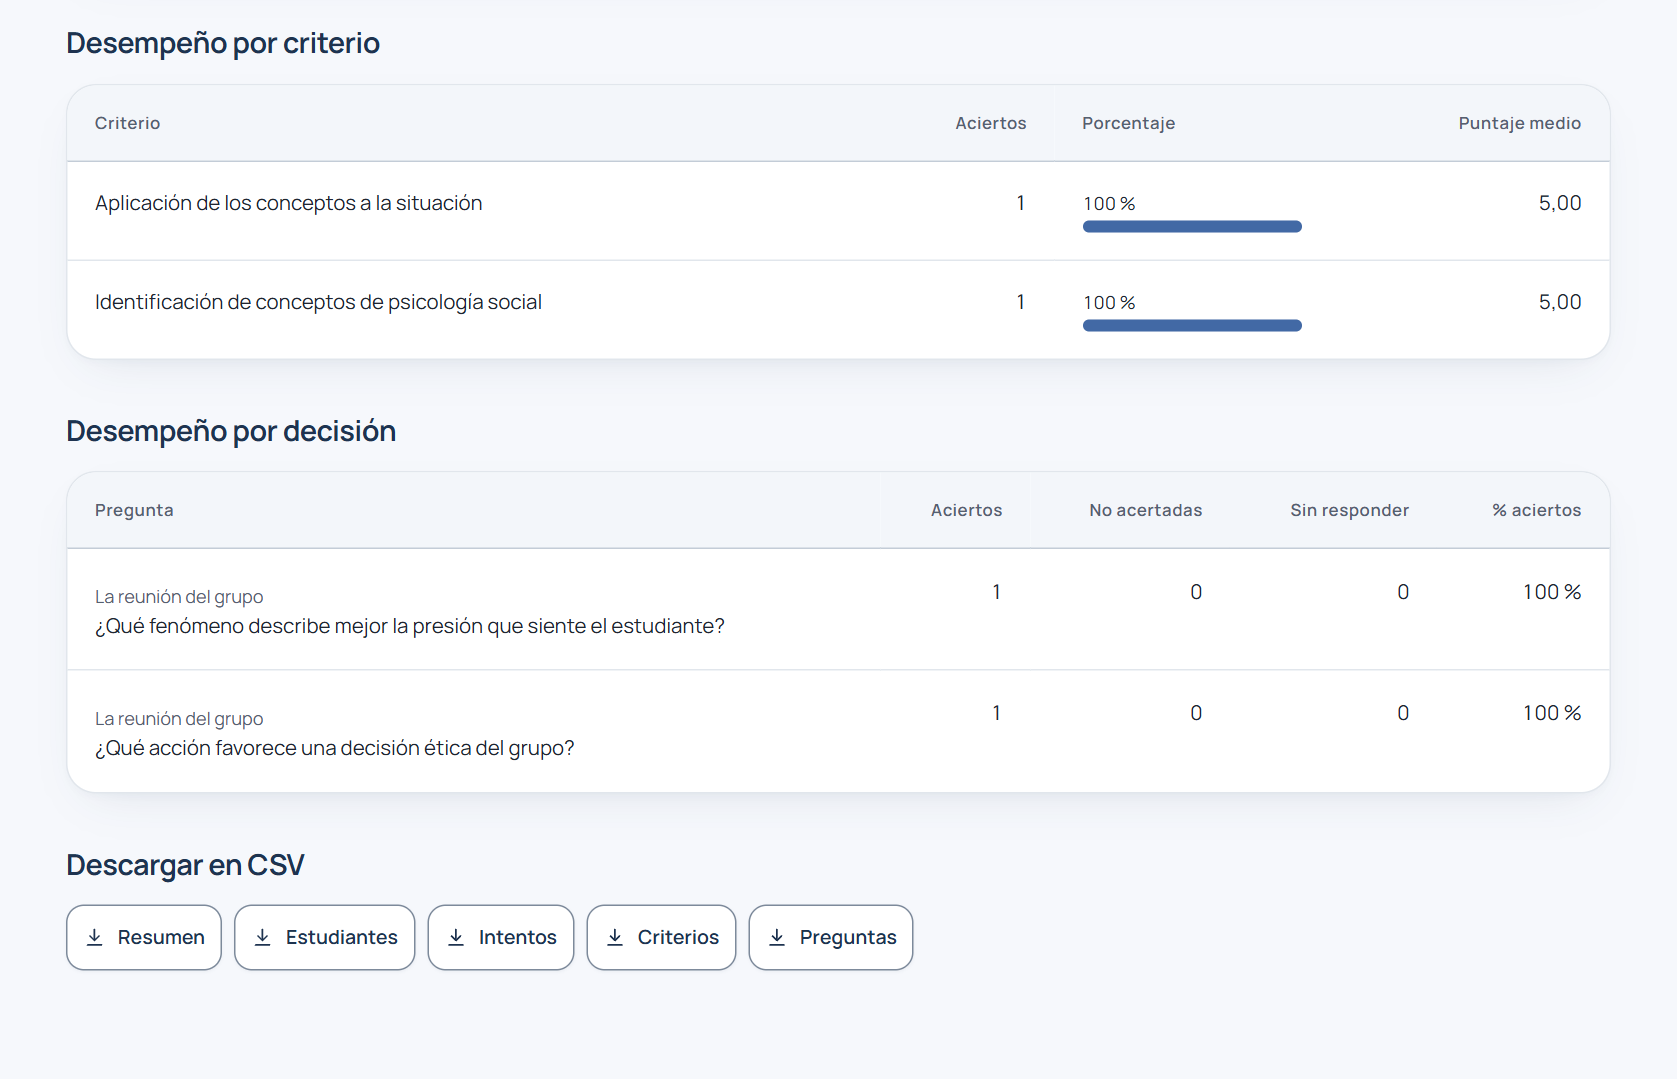 Desempeño por criterio
Criterio Aciertos Porcentaje Puntaje medio
Aplicación de los conceptos a la situación 1 100 % 5,00
Identificación de conceptos de psicología social 1 100 % 5,00
Desempeño por decisión
Pregunta Aciertos No acertadas Sin responder % aciertos
La reunión del grupo
¿Qué fenómeno describe mejor la presión que siente el estudiante? 1 0 0 100 %
La reunión del grupo
¿Qué acción favorece una decisión ética del grupo? 1 0 0 100 %
Descargar en CSV
Resumen Estudiantes Intentos Criterios Preguntas